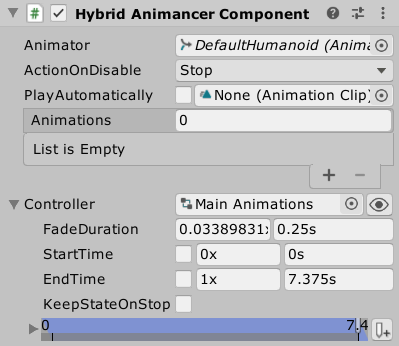 # Hybrid Animancer Component
Animator DefaultHumanoid (Anima
ActionOnDisable Stop
PlayAutomatically None (Animation Clip)
Animations 0
List is Empty
+ −
Controller Main Animations
FadeDuration 0.03389831x 0.25s
StartTime 0x 0s
EndTime 1x 7.375s
KeepStateOnStop
0 7.4